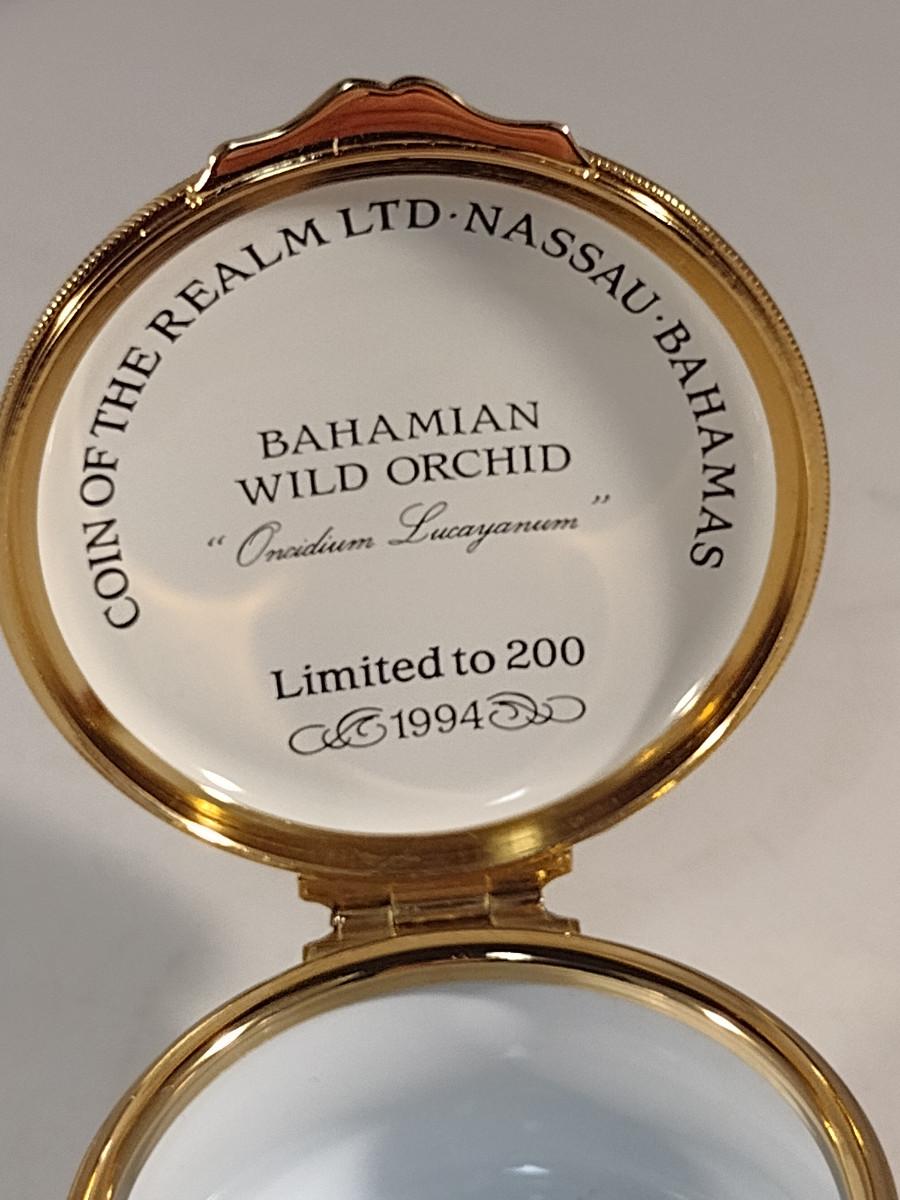 COIN OF THE REALM LTD·NASSAU·BAHAMAS
BAHAMIAN
WILD ORCHID
“Oncidium Lucayanum”
Limited to 200
1994